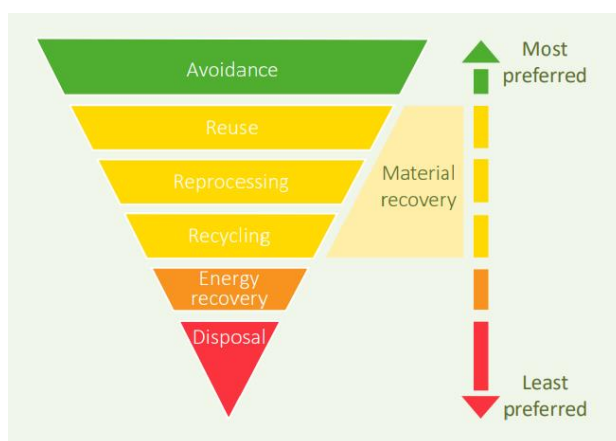 Avoidance
Most
preferred
Reuse
Reprocessing
Material
recovery
Recycling
Energy
recovery
Disposal
Least
preferred